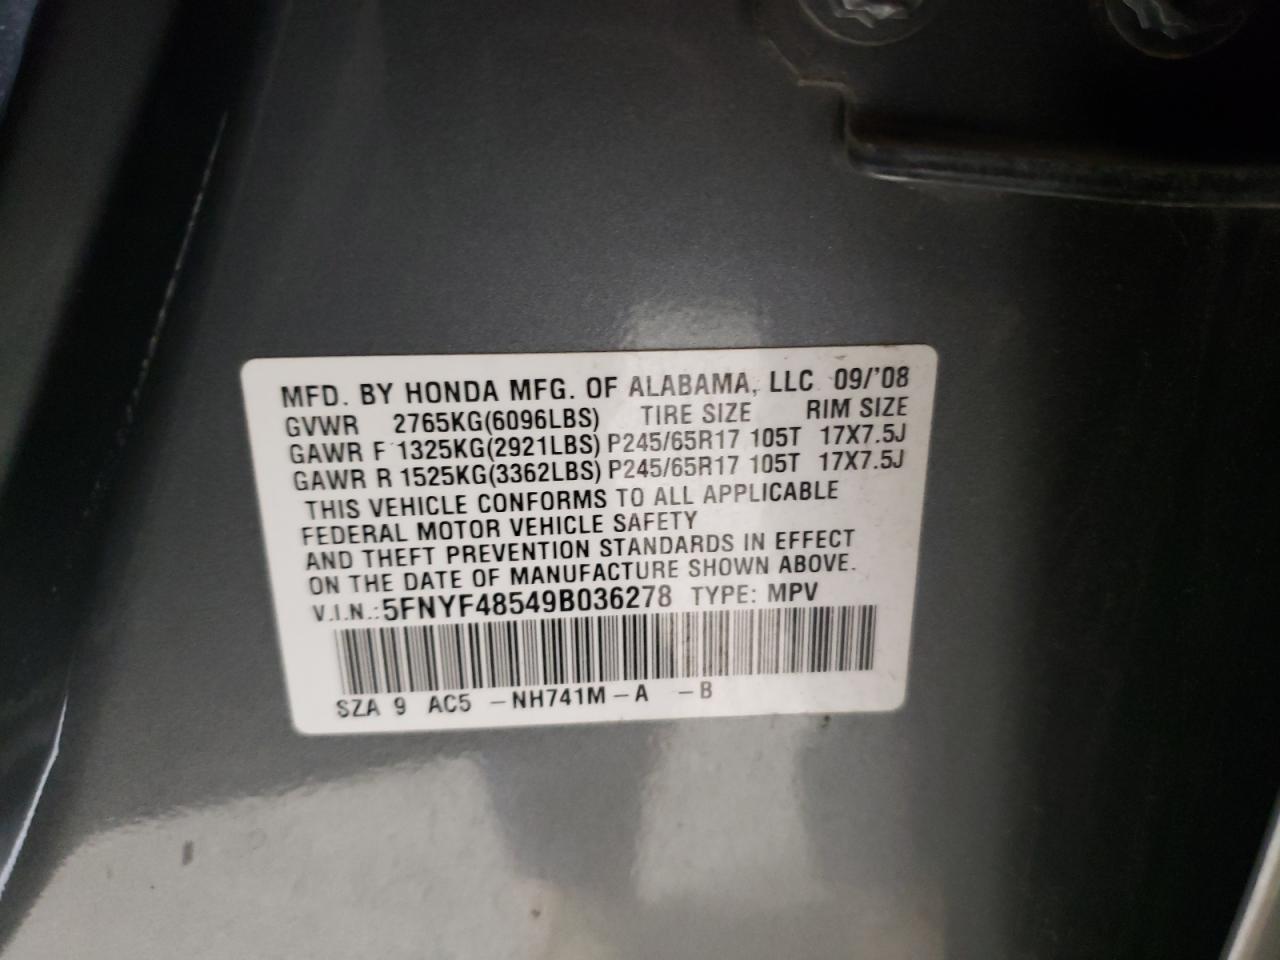 MFD. BY HONDA MFG. OF ALABAMA, LLC 09/'08
GVWR 2765KG(6096LBS) TIRE SIZE RIM SIZE
GAWR F 1325KG(2921LBS) P245/65R17 105T 17X7.5J
GAWR R 1525KG(3362LBS) P245/65R17 105T 17X7.5J
THIS VEHICLE CONFORMS TO ALL APPLICABLE
FEDERAL MOTOR VEHICLE SAFETY
AND THEFT PREVENTION STANDARDS IN EFFECT
ON THE DATE OF MANUFACTURE SHOWN ABOVE.
V.I.N.: 5FNYF48549B036278 TYPE: MPV
SZA 9 AC5 -NH741M-A -B